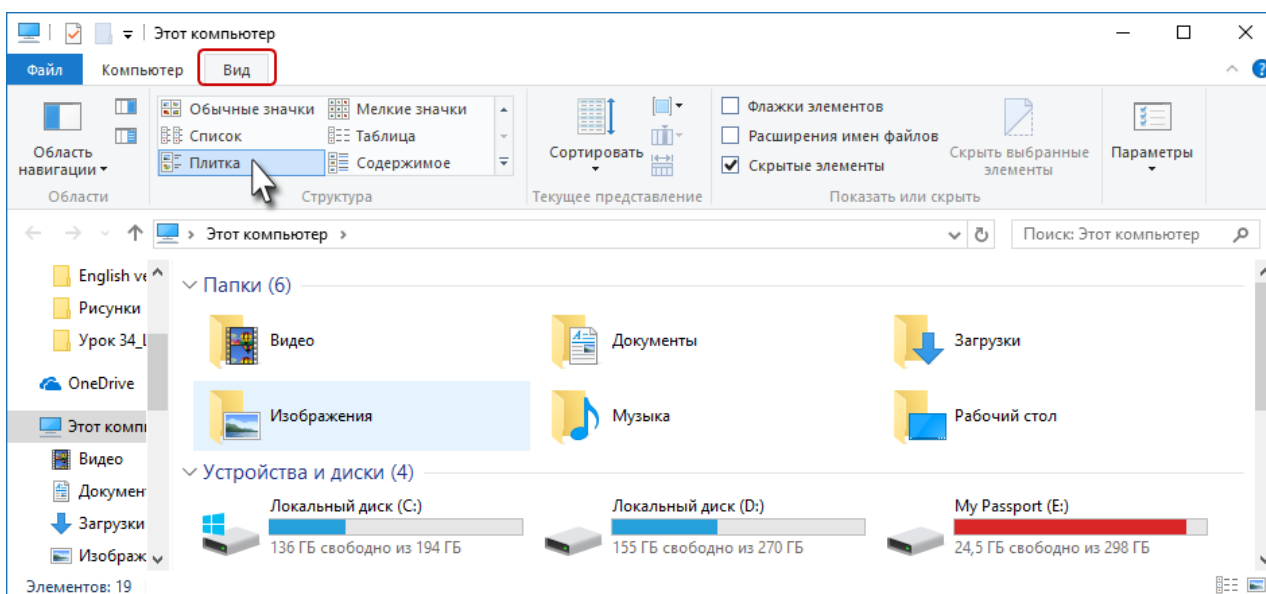 Этот компьютер
Файл Компьютер Вид
?
Обычные значки Мелкие значки
Список Таблица
Плитка Содержимое
Область
навигации
Сортировать
Флажки элементов
Расширения имен файлов
Скрытые элементы
Скрыть выбранные
элементы
Параметры
Области Структура Текущее представление Показать или скрыть
Этот компьютер
Поиск: Этот компьютер
English ve
Рисунки
Урок 34_L
OneDrive
Этот комп
Видео
Докумен
Загрузки
Изображ
Папки (6)
Видео Документы Загрузки
Изображения Музыка Рабочий стол
Устройства и диски (4)
Локальный диск (C:) Локальный диск (D:) My Passport (E:)
136 ГБ свободно из 194 ГБ 155 ГБ свободно из 270 ГБ 24,5 ГБ свободно из 298 ГБ
Элементов: 19